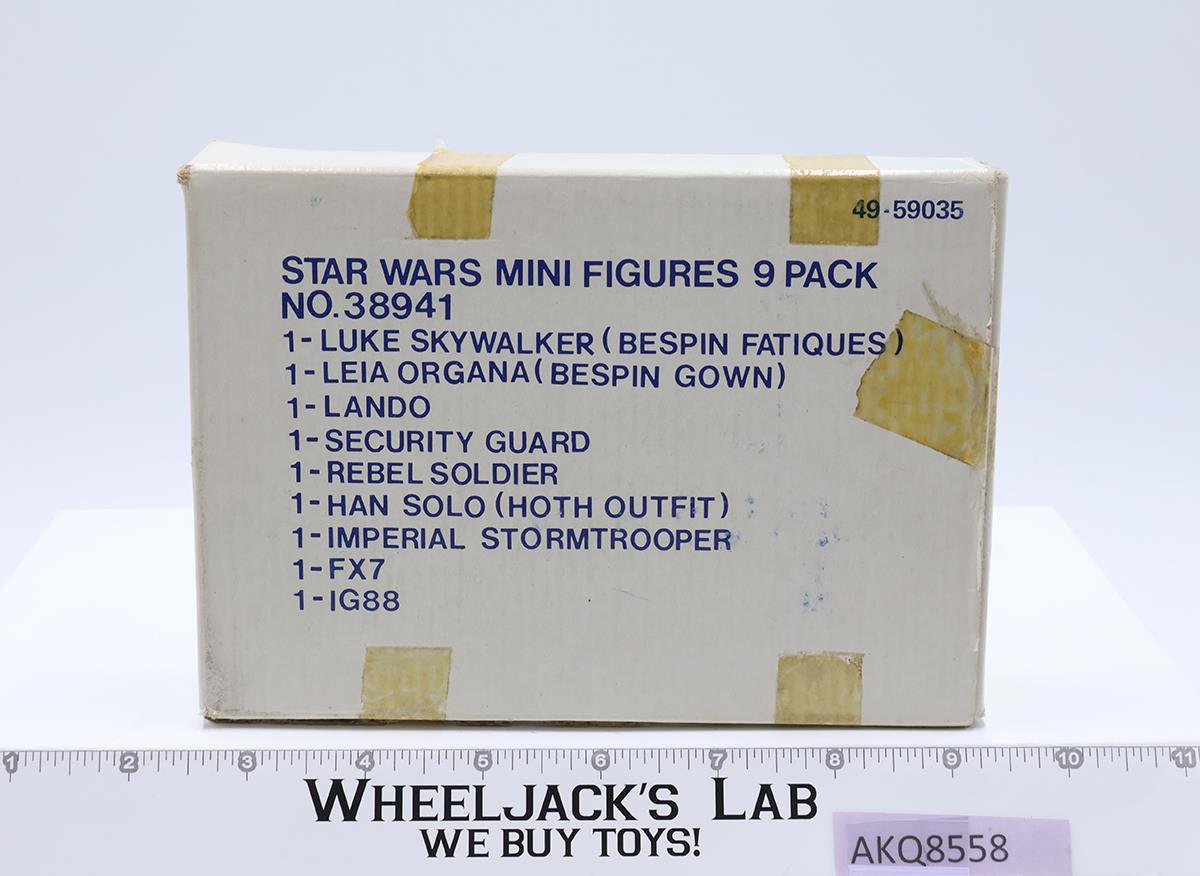 49-59035
STAR WARS MINI FIGURES 9 PACK
NO.38941
1-LUKE SKYWALKER (BESPIN FATIQUES)
1-LEIA ORGANA (BESPIN GOWN)
1-LANDO
1-SECURITY GUARD
1-REBEL SOLDIER
1-HAN SOLO (HOTH OUTFIT)
1-IMPERIAL STORMTROOPER
1-FX7
1-IG88
1 2 3 4 5 6 7 8 9 10 11
WHEELJACK'S LAB
WE BUY TOYS!
AKQ8558